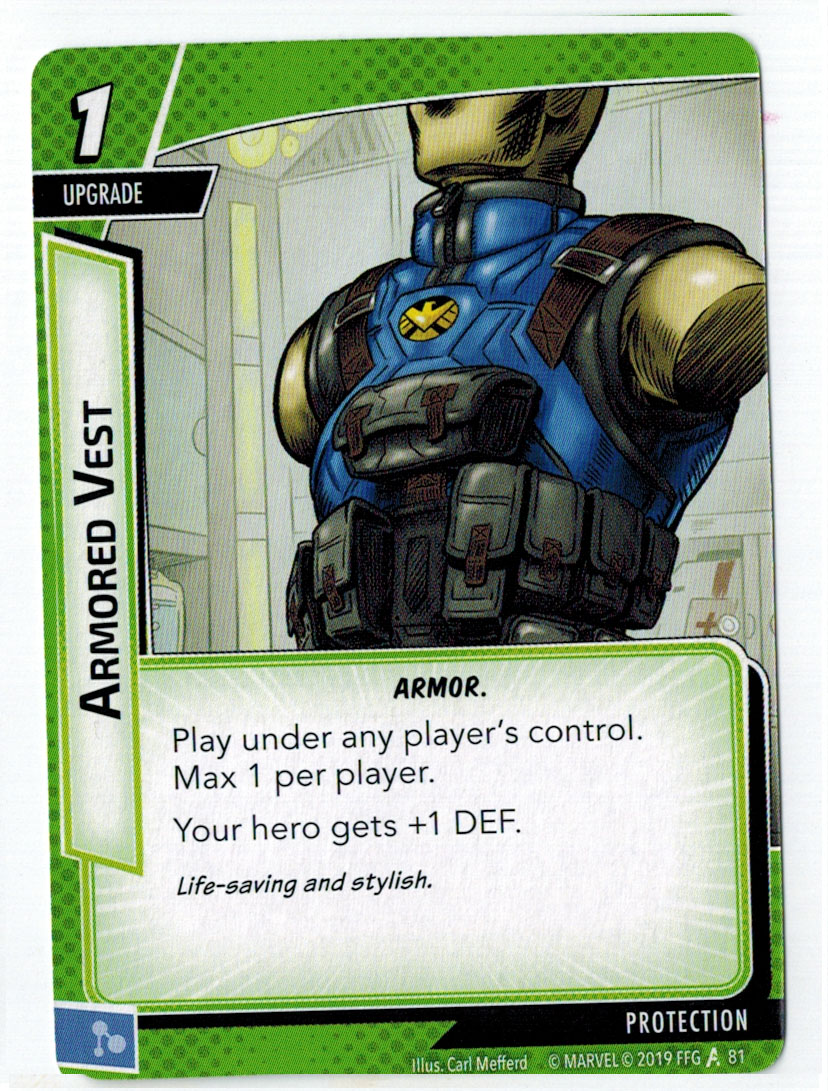 1
UPGRADE
ARMORED VEST
ARMOR.
Play under any player's control.
Max 1 per player.
Your hero gets +1 DEF.
Life-saving and stylish.
PROTECTION
Illus. Carl Mefferd © MARVEL © 2019 FFG 81